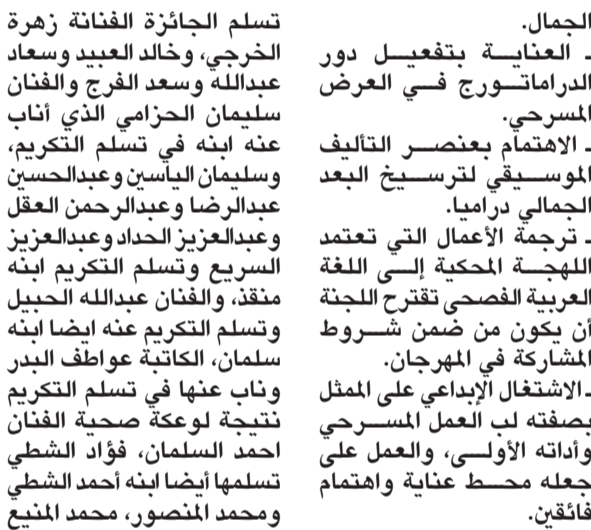 الجمال.
ـ العناية بتفعيل دور
الدراماتورج في العرض
المسرحي.
ـ الاهتمام بعنصر التأليف
الموسيقي لترسيخ البعد
الجمالي دراميا.
ـ ترجمة الأعمال التي تعتمد
اللهجة المحكية إلى اللغة
العربية الفصحى تقترح اللجنة
أن يكون من ضمن شروط
المشاركة في المهرجان.
ـ الاشتغال الإبداعي على الممثل
بصفته لب العمل المسرحي
وأداته الأولى، والعمل على
جعله محط عناية واهتمام
فائقين.
تسلم الجائزة الفنانة زهرة
الخرجي، وخالد العبيد وسعاد
عبدالله وسعد الفرج والفنان
سليمان الحزامي الذي أناب
عنه ابنه في تسلم التكريم،
وسليمان الياسين وعبدالحسين
عبدالرضا وعبدالرحمن العقل
وعبدالعزيز الحداد وعبدالعزيز
السريع وتسلم التكريم ابنه
منقذ، والفنان عبدالله الحبيل
وتسلم التكريم عنه ايضا ابنه
سلمان، الكاتبة عواطف البدر
وناب عنها في تسلم التكريم
نتيجة لوعكة صحية الفنان
احمد السلمان، فؤاد الشطي
تسلمها أيضا ابنه أحمد الشطي
ومحمد المنصور، محمد المنيع